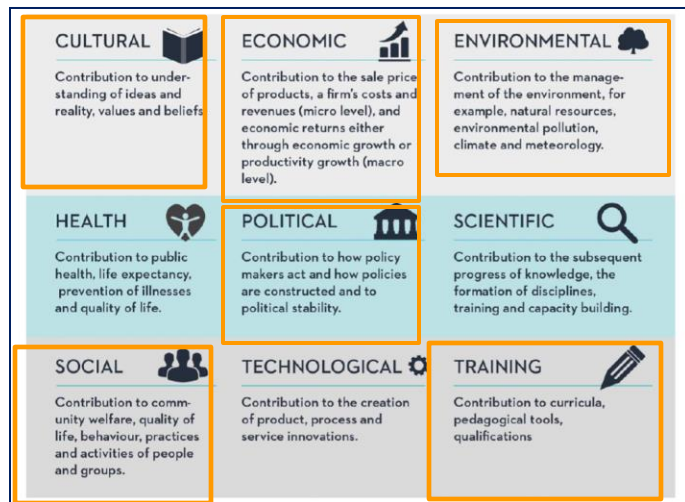 CULTURAL
Contribution to under-
standing of ideas and
reality, values and beliefs
ECONOMIC
Contribution to the sale price
of products, a firm's costs and
revenues (micro level), and
economic returns either
through economic growth or
productivity growth (macro
level).
ENVIRONMENTAL
Contribution to the manage-
ment of the environment, for
example, natural resources,
environmental pollution,
climate and meteorology.
HEALTH
Contribution to public
health, life expectancy,
prevention of illnesses
and quality of life.
POLITICAL
Contribution to how policy
makers act and how policies
are constructed and to
political stability.
SCIENTIFIC
Contribution to the subsequent
progress of knowledge, the
formation of disciplines,
training and capacity building.
SOCIAL
Contribution to comm-
unity welfare, quality of
life, behaviour, practices
and activities of people
and groups.
TECHNOLOGICAL
Contribution to the creation
of product, process and
service innovations.
TRAINING
Contribution to curricula,
pedagogical tools,
qualifications